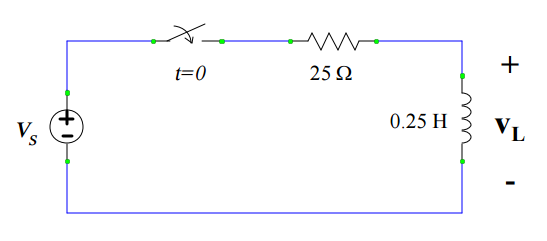 t=0
25 Ω
+
0.25 H
V_S
+
-
v_L
-